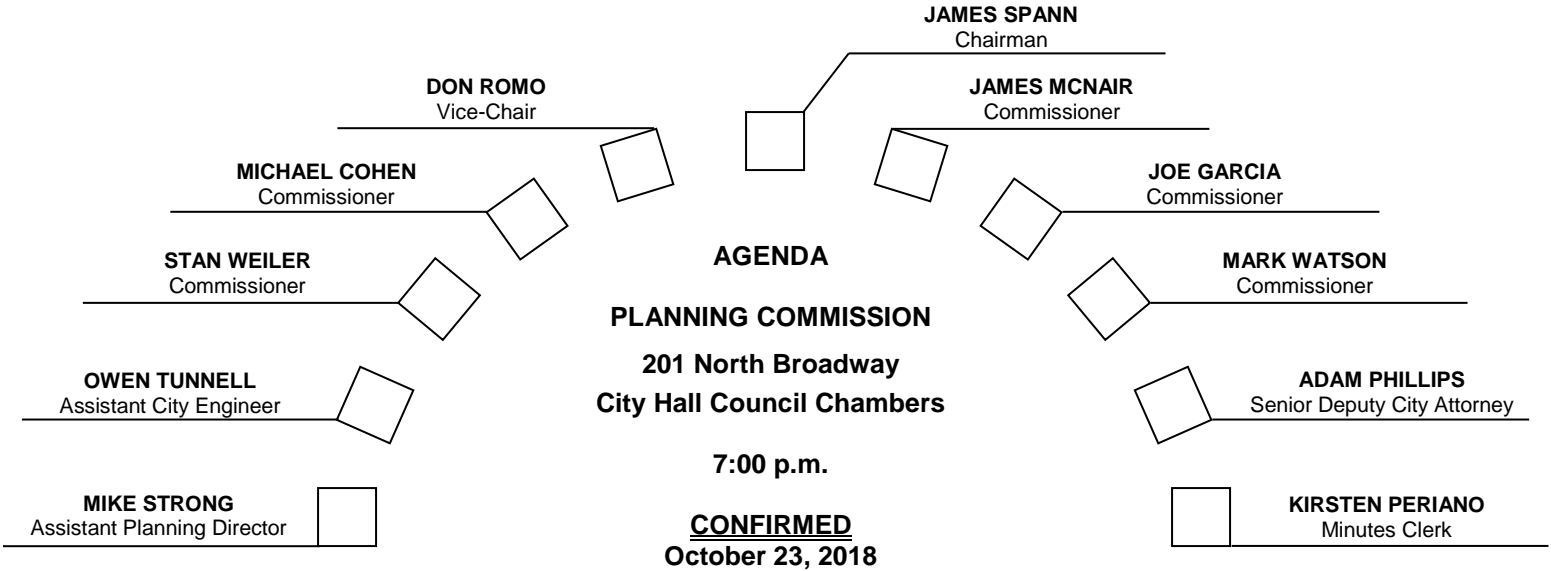 JAMES SPANN
Chairman
DON ROMO
Vice-Chair
JAMES MCNAIR
Commissioner
MICHAEL COHEN
Commissioner
JOE GARCIA
Commissioner
STAN WEILER
Commissioner
AGENDA
MARK WATSON
Commissioner
PLANNING COMMISSION
201 North Broadway
City Hall Council Chambers
OWEN TUNNELL
Assistant City Engineer
ADAM PHILLIPS
Senior Deputy City Attorney
7:00 p.m.
MIKE STRONG
Assistant Planning Director
CONFIRMED
October 23, 2018
KIRSTEN PERIANO
Minutes Clerk